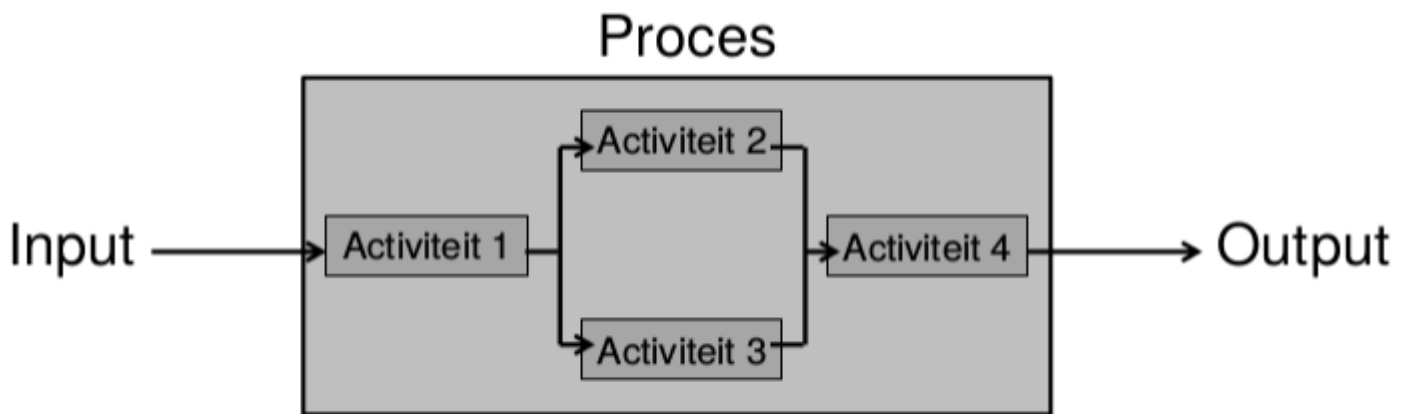 Proces
Activiteit 2
Input
Activiteit 1
Activiteit 4
Output
Activiteit 3